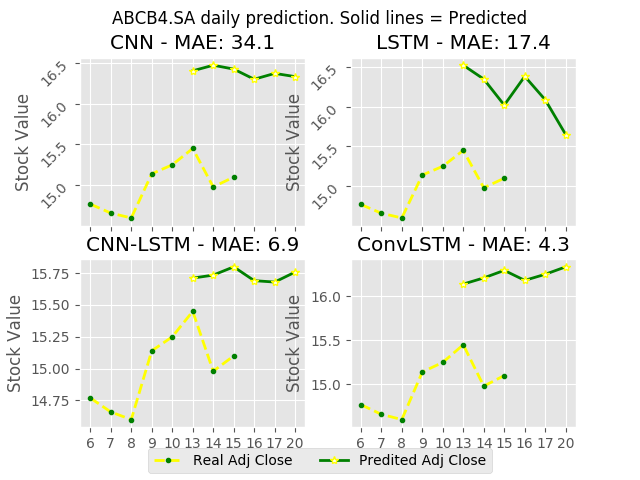 ABCB4.SA daily prediction. Solid lines = Predicted
CNN - MAE: 34.1
LSTM - MAE: 17.4
16.5
16.0
15.5
15.0
Stock Value
16.5
16.0
15.5
15.0
Stock Value
CNN-LSTM - MAE: 6.9
ConvLSTM - MAE: 4.3
15.75
15.50
15.25
15.00
14.75
Stock Value
16.0
15.5
15.0
Stock Value
6 7 8 9 10 13 14 15 16 17 20
6 7 8 9 10 13 14 15 16 17 20
Real Adj Close
Predited Adj Close